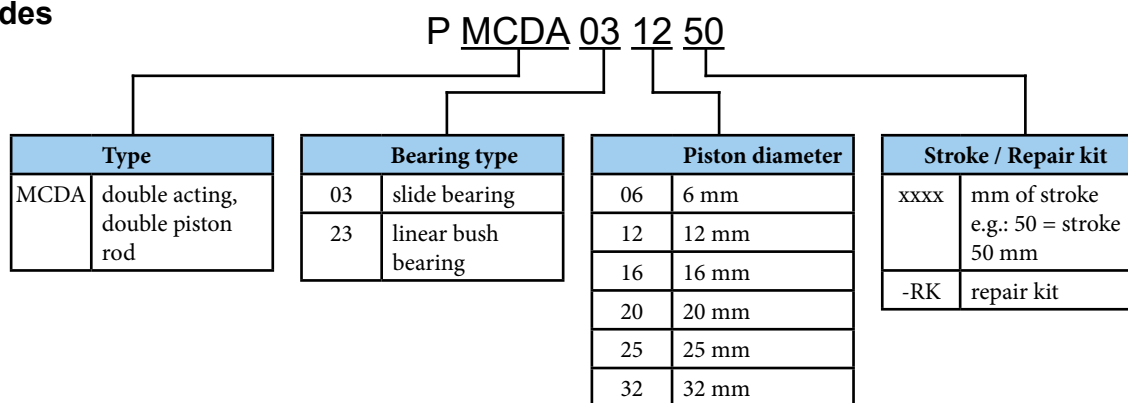 des
P MCDA 03 12 50
Type
MCDA double acting,
double piston
rod
Bearing type
03 slide bearing
23 linear bush
bearing
Piston diameter
06 6 mm
12 12 mm
16 16 mm
20 20 mm
25 25 mm
32 32 mm
Stroke / Repair kit
xxxx mm of stroke
e.g.: 50 = stroke
50 mm
-RK repair kit